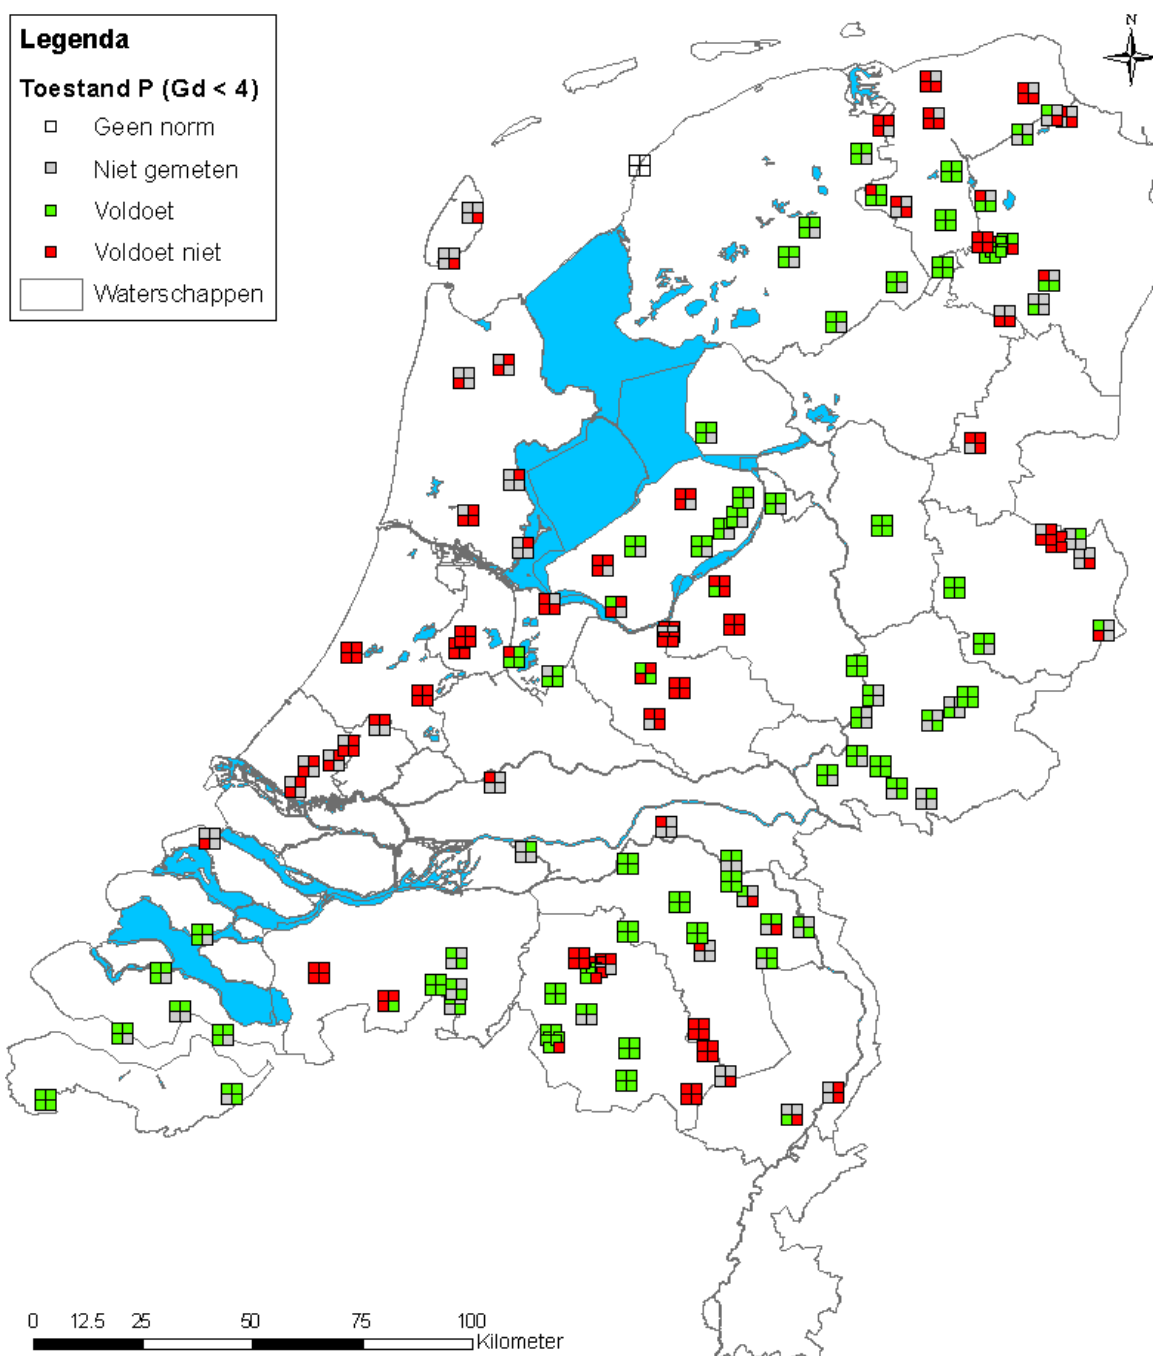 N
Legenda
Toestand P (Gd < 4)
Geen norm
Niet gemeten
Voldoet
Voldoet niet
Waterschappen
0 12.5 25 50 75 100
Kilometer